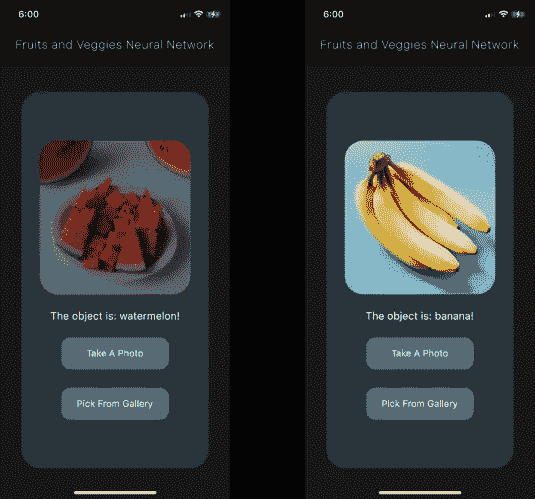 6:00
Fruits and Veggies Neural Network
The object is: watermelon!
Take A Photo
Pick From Gallery
6:00
Fruits and Veggies Neural Network
The object is: banana!
Take A Photo
Pick From Gallery